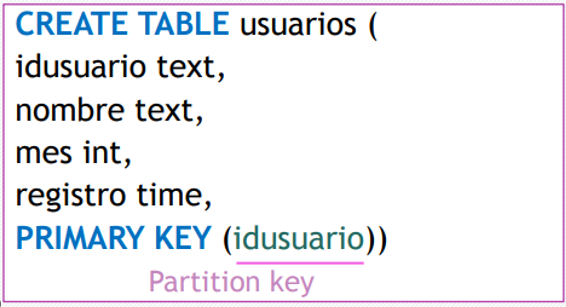 CREATE TABLE usuarios (
idusuario text,
nombre text,
mes int,
registro time,
PRIMARY KEY (idusuario))
Partition key